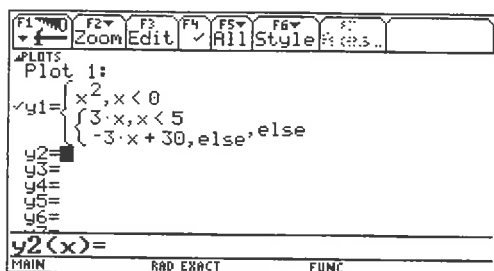 F1 F2 F3 F4 F5 F6
Zoom Edit ✓ All Style
PLOTS
Plot 1:
✓y1={x²,x<0
{3·x,x<5
-3·x+30,else,else
y2=
y3=
y4=
y5=
y6=
y2(x)=
MAIN RAD EXACT FUNC